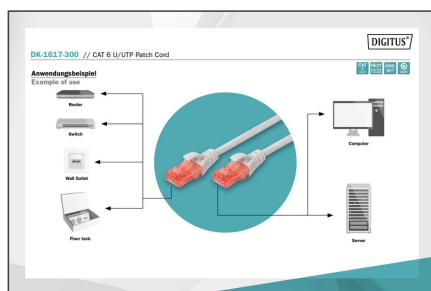 DIGITUS®
DK-1617-300 // CAT 6 U/UTP Patch Cord
Anwendungsbeispiel
Example of use
Router
Switch
Wall Outlet
Floor tank
Computer
Server